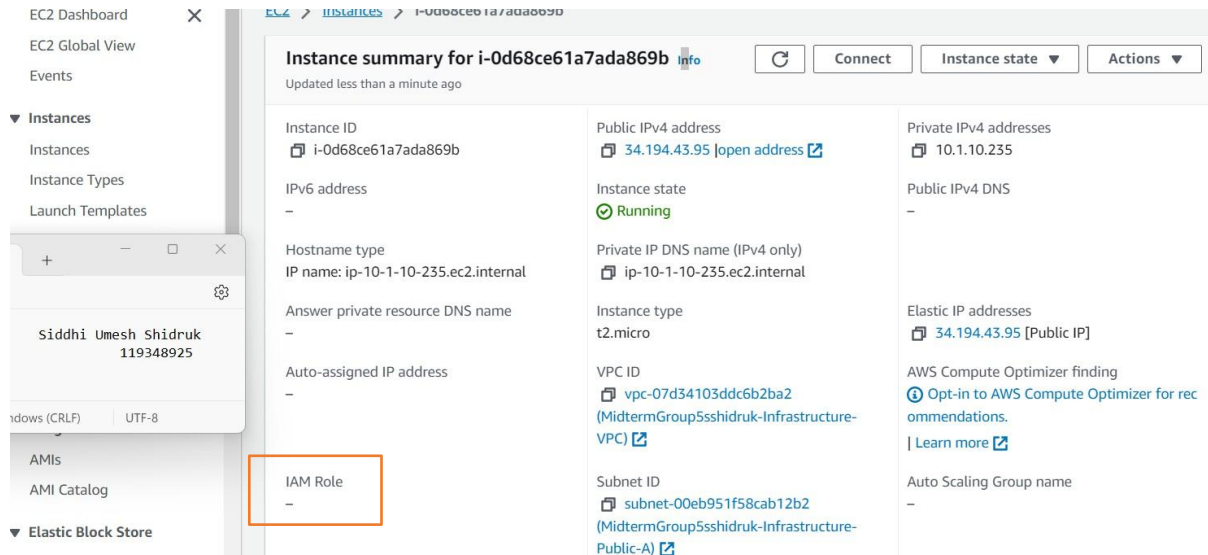 EC2 Dashboard
EC2 Global View
Events
Instances
Instances
Instance Types
Launch Templates
Siddhi Umesh Shidruk
119348925
ndows (CRLF) UTF-8
AMIs
AMI Catalog
Elastic Block Store
EC2 > Instances > i-0d68ce61a7ada869b
Instance summary for i-0d68ce61a7ada869b Info
Updated less than a minute ago
Connect
Instance state
Actions
Instance ID
i-0d68ce61a7ada869b
Public IPv4 address
34.194.43.95 |open address
Private IPv4 addresses
10.1.10.235
IPv6 address
–
Instance state
Running
Public IPv4 DNS
–
Hostname type
IP name: ip-10-1-10-235.ec2.internal
Private IP DNS name (IPv4 only)
ip-10-1-10-235.ec2.internal
Answer private resource DNS name
–
Instance type
t2.micro
Elastic IP addresses
34.194.43.95 [Public IP]
Auto-assigned IP address
–
VPC ID
vpc-07d34103ddc6b2ba2
(MidtermGroup5sshidruk-Infrastructure-
VPC)
AWS Compute Optimizer finding
Opt-in to AWS Compute Optimizer for rec
ommendations.
| Learn more
IAM Role
–
Subnet ID
subnet-00eb951f58cab12b2
(MidtermGroup5sshidruk-Infrastructure-
Public-A)
Auto Scaling Group name
–